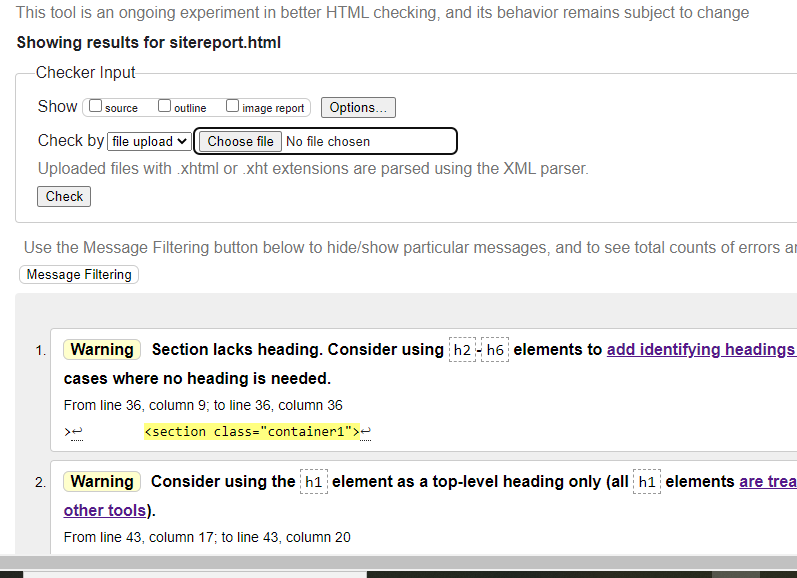 This tool is an ongoing experiment in better HTML checking, and its behavior remains subject to change
Showing results for sitereport.html
Checker Input
Show source outline image report Options...
Check by file upload Choose file No file chosen
Uploaded files with .xhtml or .xht extensions are parsed using the XML parser.
Check
Use the Message Filtering button below to hide/show particular messages, and to see total counts of errors
Message Filtering
1. Warning Section lacks heading. Consider using h2-h6 elements to add identifying headings
cases where no heading is needed.
From line 36, column 9; to line 36, column 36
>↩ <section class="container1">↩
2. Warning Consider using the h1 element as a top-level heading only (all h1 elements are
other tools).
From line 43, column 17; to line 43, column 20